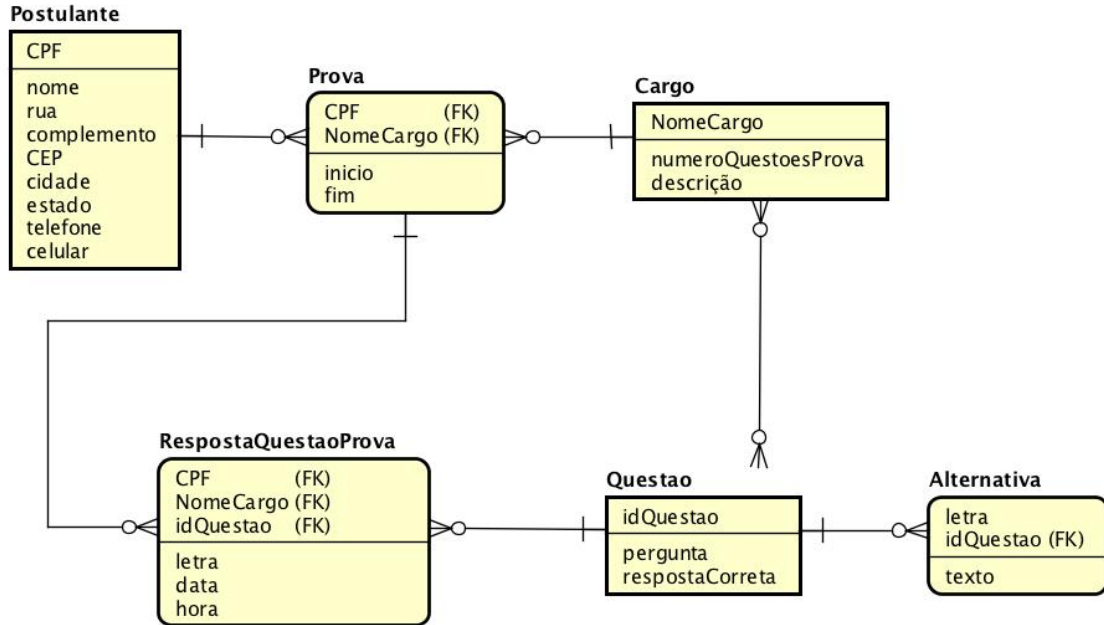 Postulante
CPF
nome
rua
complemento
CEP
cidade
estado
telefone
celular
Prova
CPF (FK)
NomeCargo (FK)
inicio
fim
Cargo
NomeCargo
numeroQuestoesProva
descrição
RespostaQuestaoProva
CPF (FK)
NomeCargo (FK)
idQuestao (FK)
letra
data
hora
Questao
idQuestao
pergunta
respostaCorreta
Alternativa
letra
idQuestao (FK)
texto